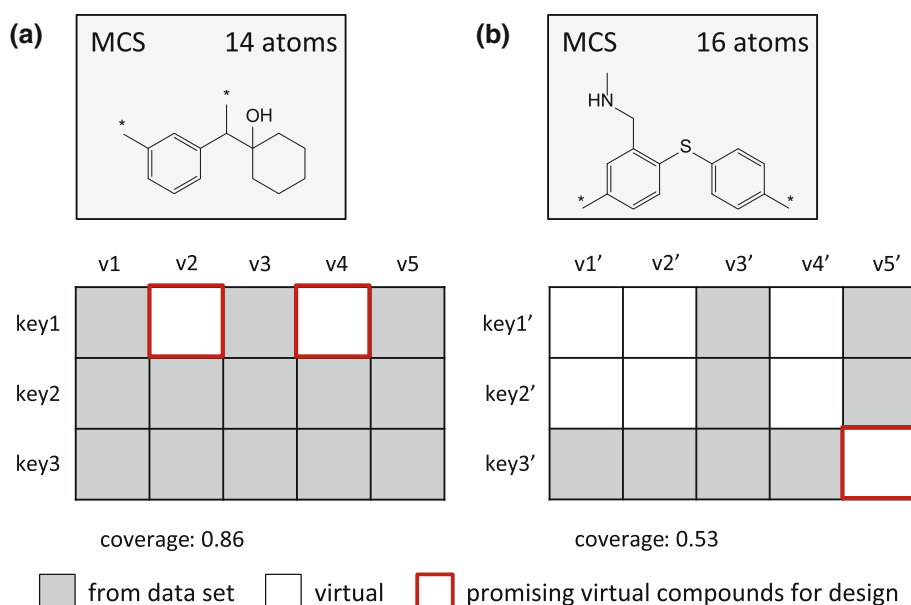 (a)
MCS 14 atoms
*
*
OH
v1 v2 v3 v4 v5
key1
key2
key3
coverage: 0.86
(b)
MCS 16 atoms
HN
S
*
*
v1' v2' v3' v4' v5'
key1'
key2'
key3'
coverage: 0.53
from data set virtual promising virtual compounds for design